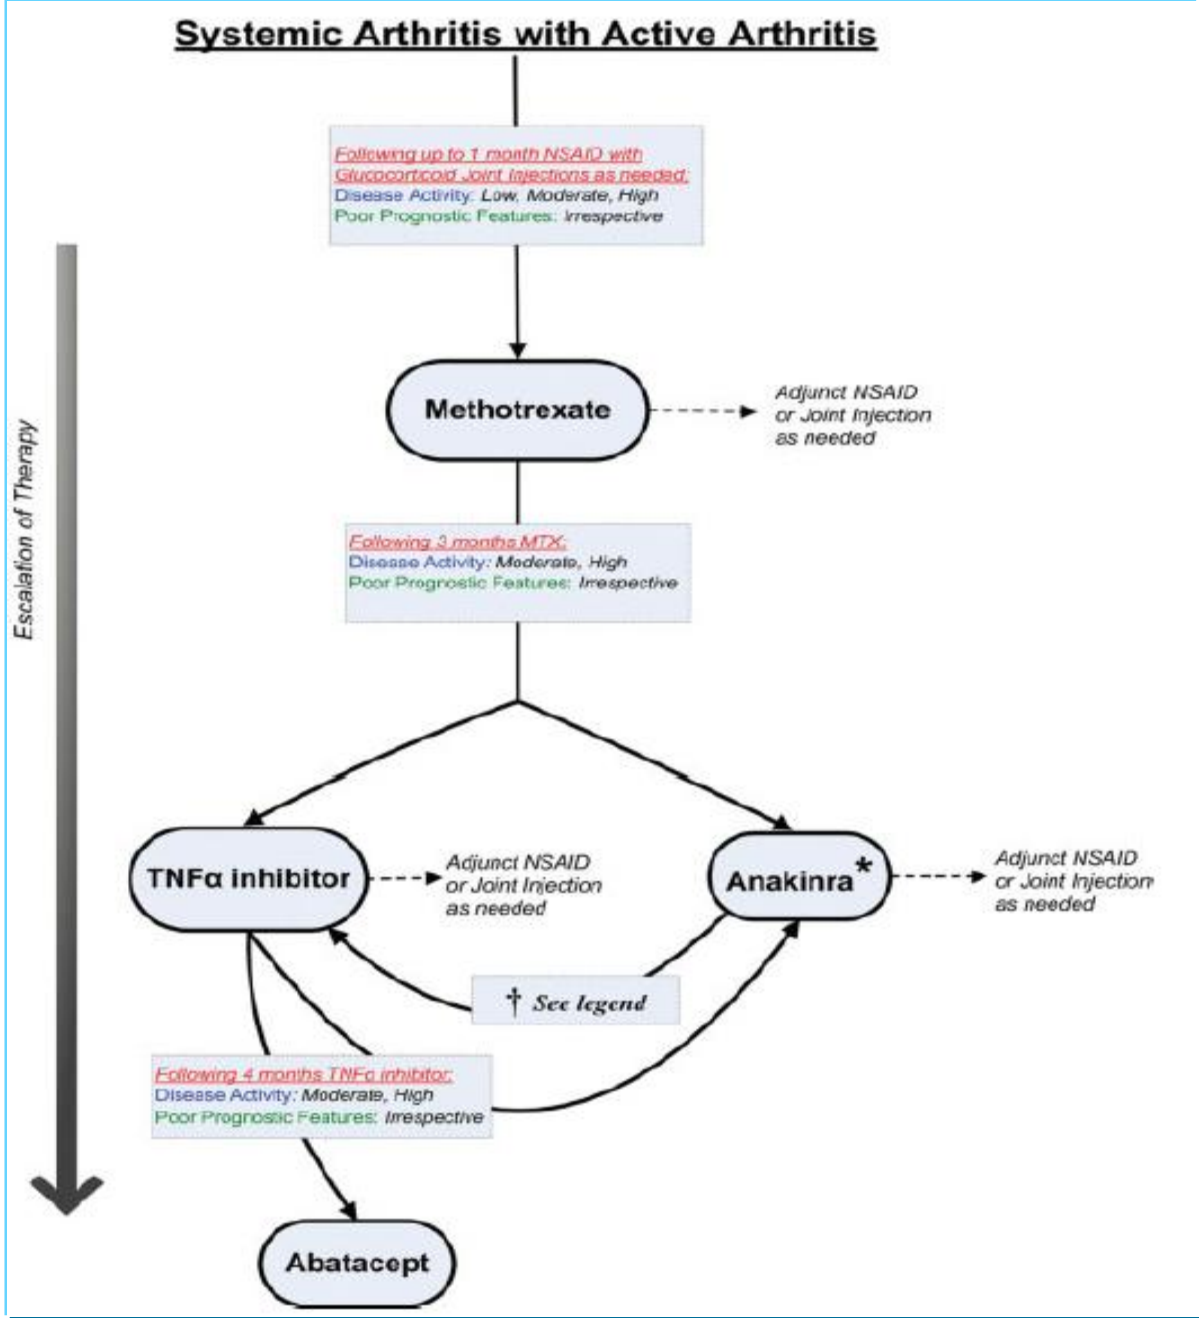 Systemic Arthritis with Active Arthritis
Following up to 1 month NSAID with
Glucocorticoid Joint Injections as needed:
Disease Activity: Low, Moderate, High
Poor Prognostic Features: Irrespective
Methotrexate
Adjunct NSAID
or Joint Injection
as needed
Escalation of Therapy
Following 3 months MTX:
Disease Activity: Moderate, High
Poor Prognostic Features: Irrespective
TNFα inhibitor
Adjunct NSAID
or Joint Injection
as needed
Anakinra*
Adjunct NSAID
or Joint Injection
as needed
† See legend
Following 4 months TNFα inhibitor:
Disease Activity: Moderate, High
Poor Prognostic Features: Irrespective
Abatacept